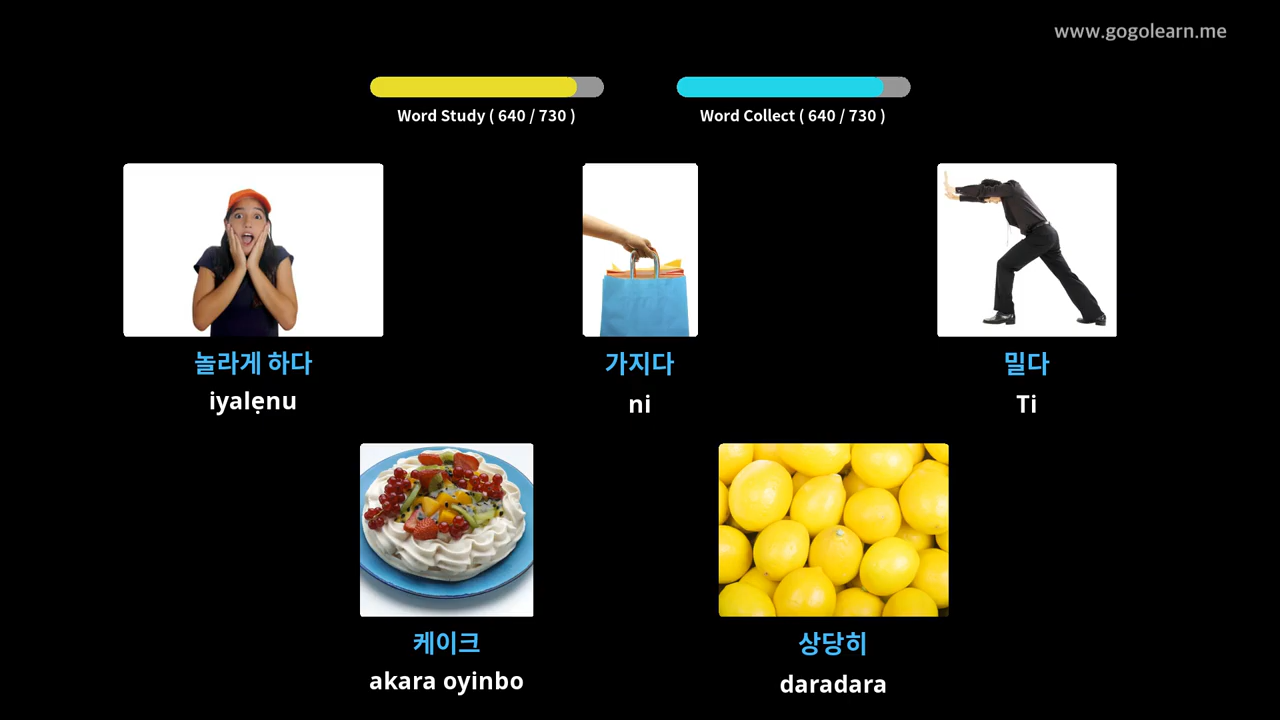 www.gogolearn.me
Word Study ( 640 / 730 )
Word Collect ( 640 / 730 )
놀라게 하다
iyalẹnu
가지다
ni
밀다
Ti
케이크
akara oyinbo
상당히
daradara